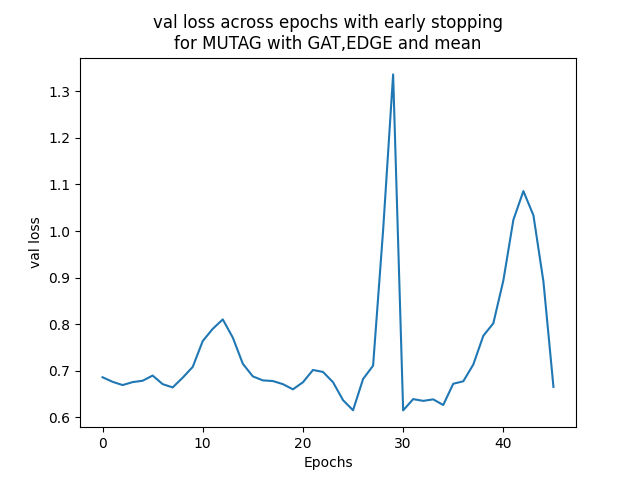 val loss across epochs with early stopping
for MUTAG with GAT,EDGE and mean
1.3
1.2
1.1
1.0
0.9
0.8
0.7
0.6
val loss
0 10 20 30 40
Epochs